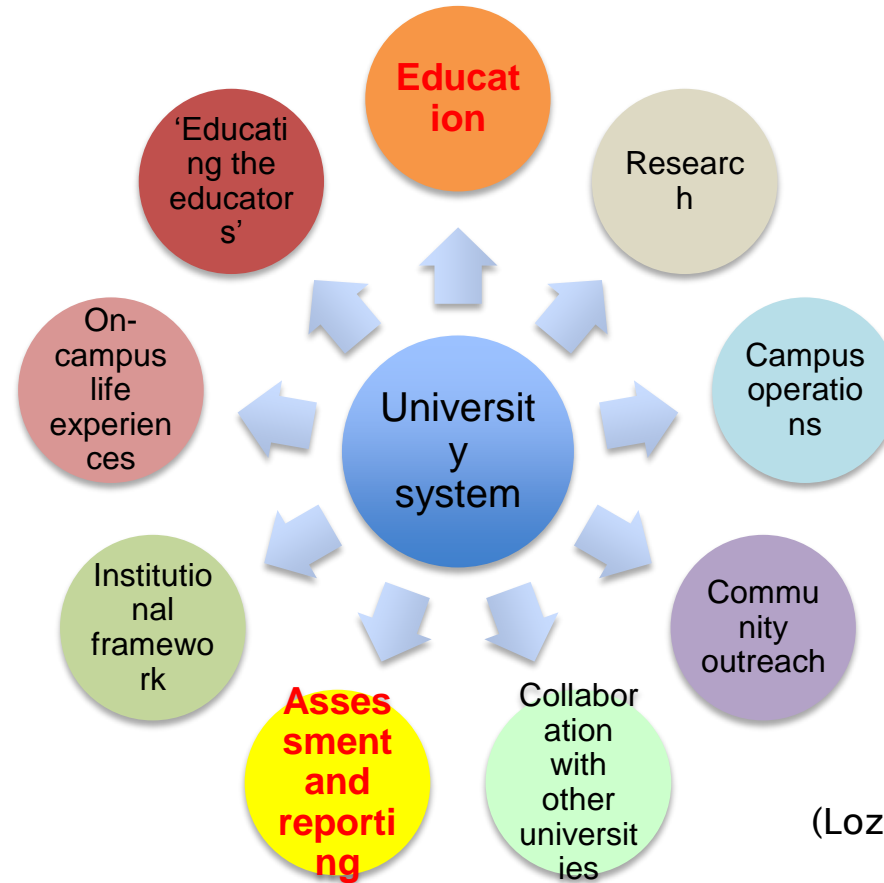 Educat
ion
Researc
h
Campus
operatio
ns
Commu
nity
outreach
Collabor
ation
with
other
universit
ies
Asses
sment
and
reporti
ng
Institutio
nal
framewo
rk
On-
campus
life
experien
ces
‘Educati
ng the
educator
s’
Universit
y
system
(Loz